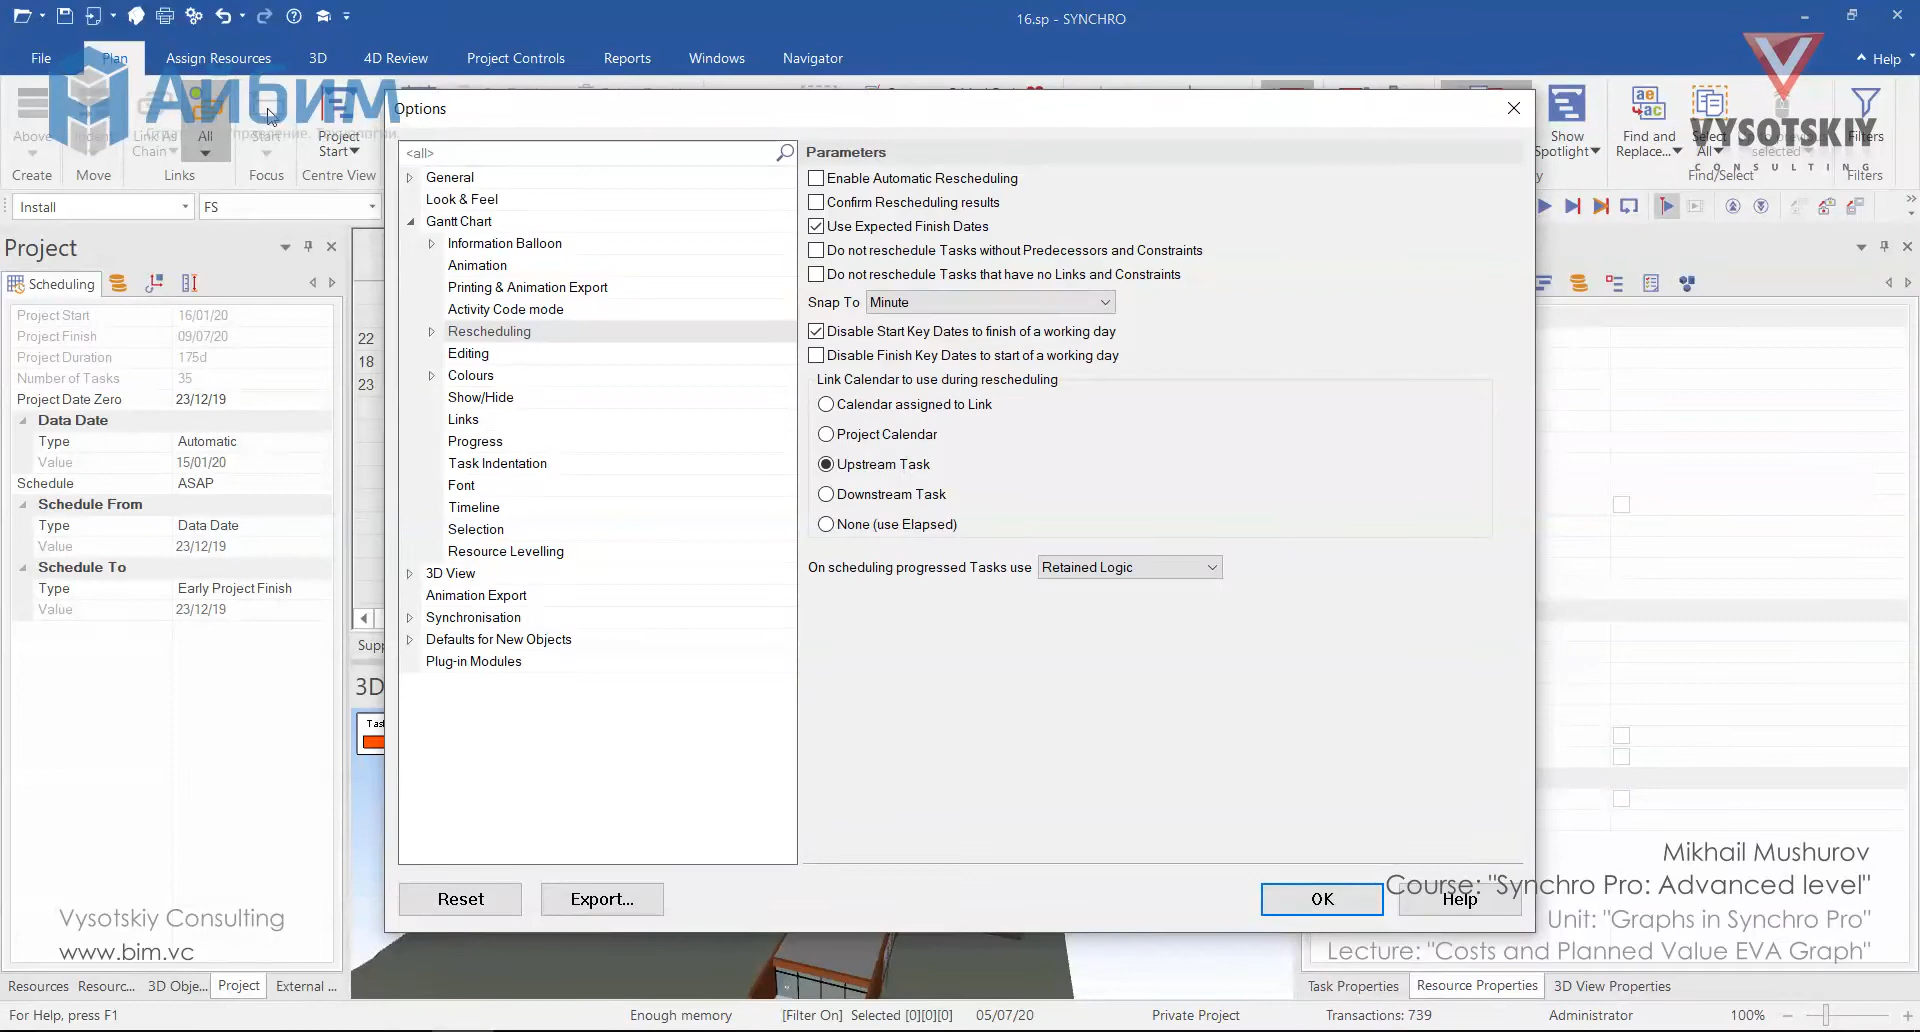 16.sp - SYNCHRO
File
Plan
Assign Resources
3D
4D Review
Project Controls
Reports
Windows
Navigator
Help
Айбим
Above
Indent
Link As
Chain
All
Start
Project
Start
Show
Spotlight
Find and
Replace...
Select
All
selected
Filters
Create
Move
Links
Focus
Centre View
Find/Select
Filters
VYSOTSKIY
CONSULTING
Install
FS
Project
Scheduling
Project Start 16/01/20
Project Finish 09/07/20
Project Duration 175d
Number of Tasks 35
Project Date Zero 23/12/19
Data Date
Type Automatic
Value 15/01/20
Schedule ASAP
Schedule From
Type Data Date
Value 23/12/19
Schedule To
Type Early Project Finish
Value 23/12/19
22
18
23
Supp
3D
Tas
Options
<all>
General
Look & Feel
Gantt Chart
Information Balloon
Animation
Printing & Animation Export
Activity Code mode
Rescheduling
Editing
Colours
Show/Hide
Links
Progress
Task Indentation
Font
Timeline
Selection
Resource Levelling
3D View
Animation Export
Synchronisation
Defaults for New Objects
Plug-in Modules
Parameters
Enable Automatic Rescheduling
Confirm Rescheduling results
Use Expected Finish Dates
Do not reschedule Tasks without Predecessors and Constraints
Do not reschedule Tasks that have no Links and Constraints
Snap To Minute
Disable Start Key Dates to finish of a working day
Disable Finish Key Dates to start of a working day
Link Calendar to use during rescheduling
Calendar assigned to Link
Project Calendar
Upstream Task
Downstream Task
None (use Elapsed)
On scheduling progressed Tasks use Retained Logic
Reset
Export...
OK
Help
Mikhail Mushurov
Course: "Synchro Pro: Advanced level"
Unit: "Graphs in Synchro Pro"
Lecture: "Costs and Planned Value EVA Graph"
Vysotskiy Consulting
www.bim.vc
Resources
Resourc...
3D Obje...
Project
External ...
Task Properties
Resource Properties
3D View Properties
For Help, press F1
Enough memory
[Filter On]
Selected [0][0][0]
05/07/20
Private Project
Transactions: 739
Administrator
100%